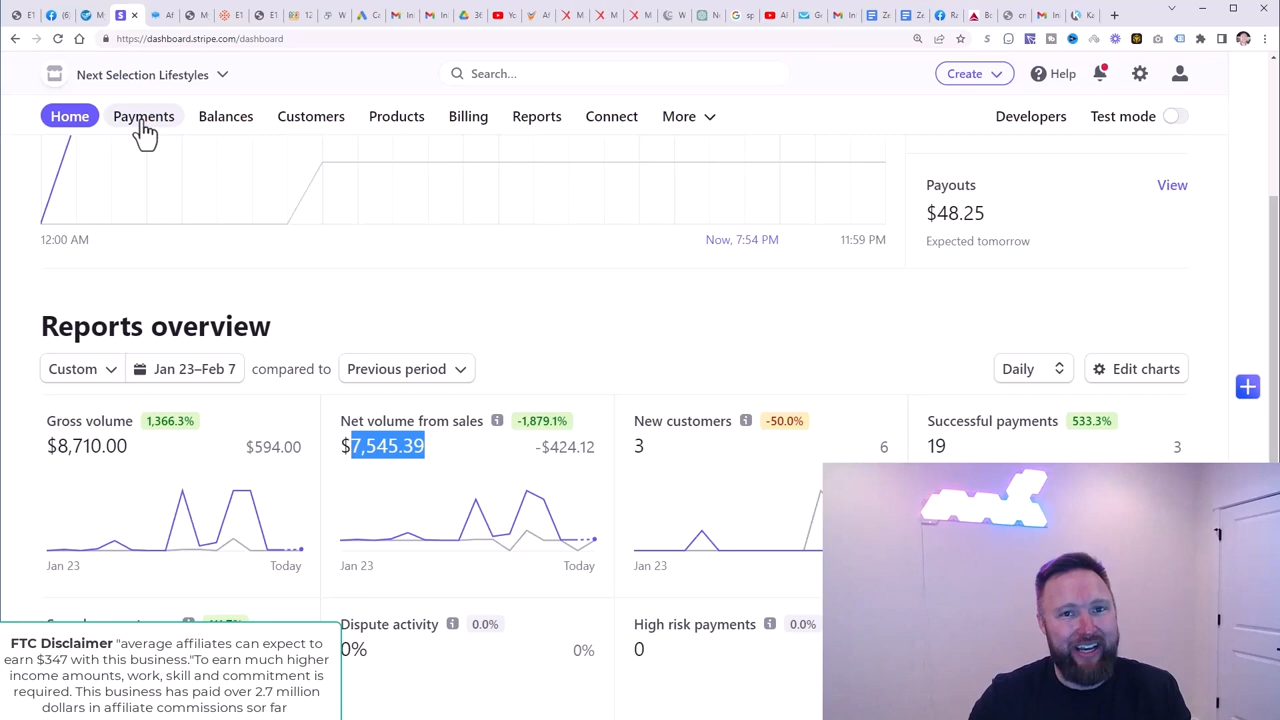 https://dashboard.stripe.com/dashboard
Next Selection Lifestyles
Search...
Create
Help
Home
Payments
Balances
Customers
Products
Billing
Reports
Connect
More
Developers
Test mode
12:00 AM
Now, 7:54 PM
11:59 PM
Payouts
View
$48.25
Expected tomorrow
Reports overview
Custom
Jan 23–Feb 7
compared to
Previous period
Daily
Edit charts
Gross volume 1,366.3%
$8,710.00 $594.00
Jan 23 Today
Net volume from sales -1,879.1%
$7,545.39 -$424.12
Jan 23 Today
New customers -50.0%
3 6
Jan 23
Successful payments 533.3%
19 3
Dispute activity 0.0%
0% 0%
High risk payments 0.0%
0
FTC Disclaimer "average affiliates can expect to
earn $347 with this business."To earn much higher
income amounts, work, skill and commitment is
required. This business has paid over 2.7 million
dollars in affiliate commissions sor far